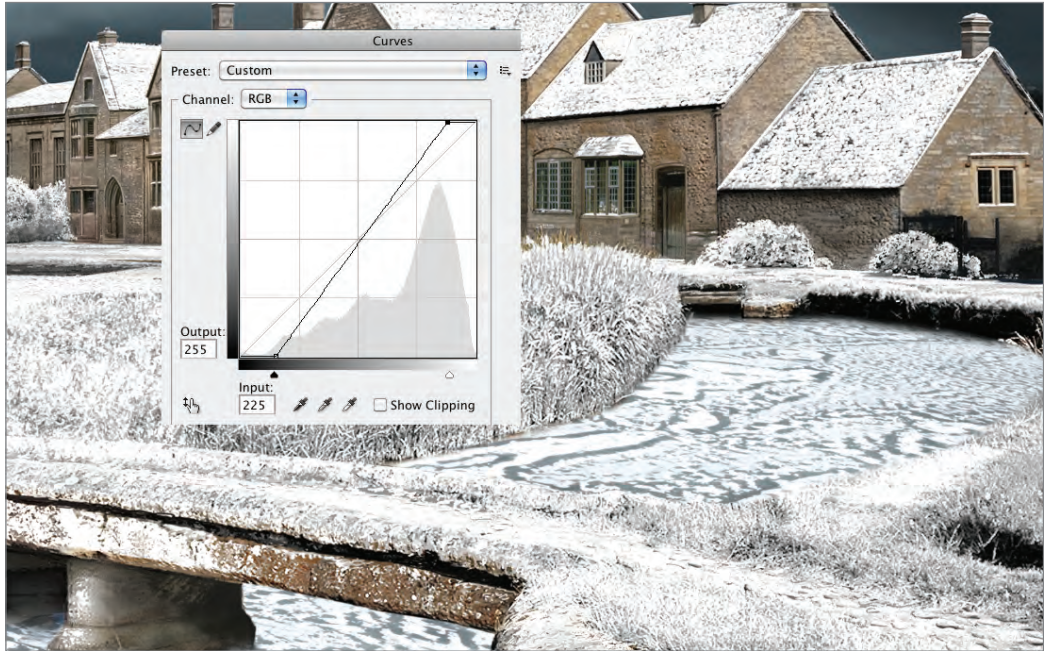 Curves
Preset: Custom
Channel: RGB
Output:
255
Input:
225
Show Clipping